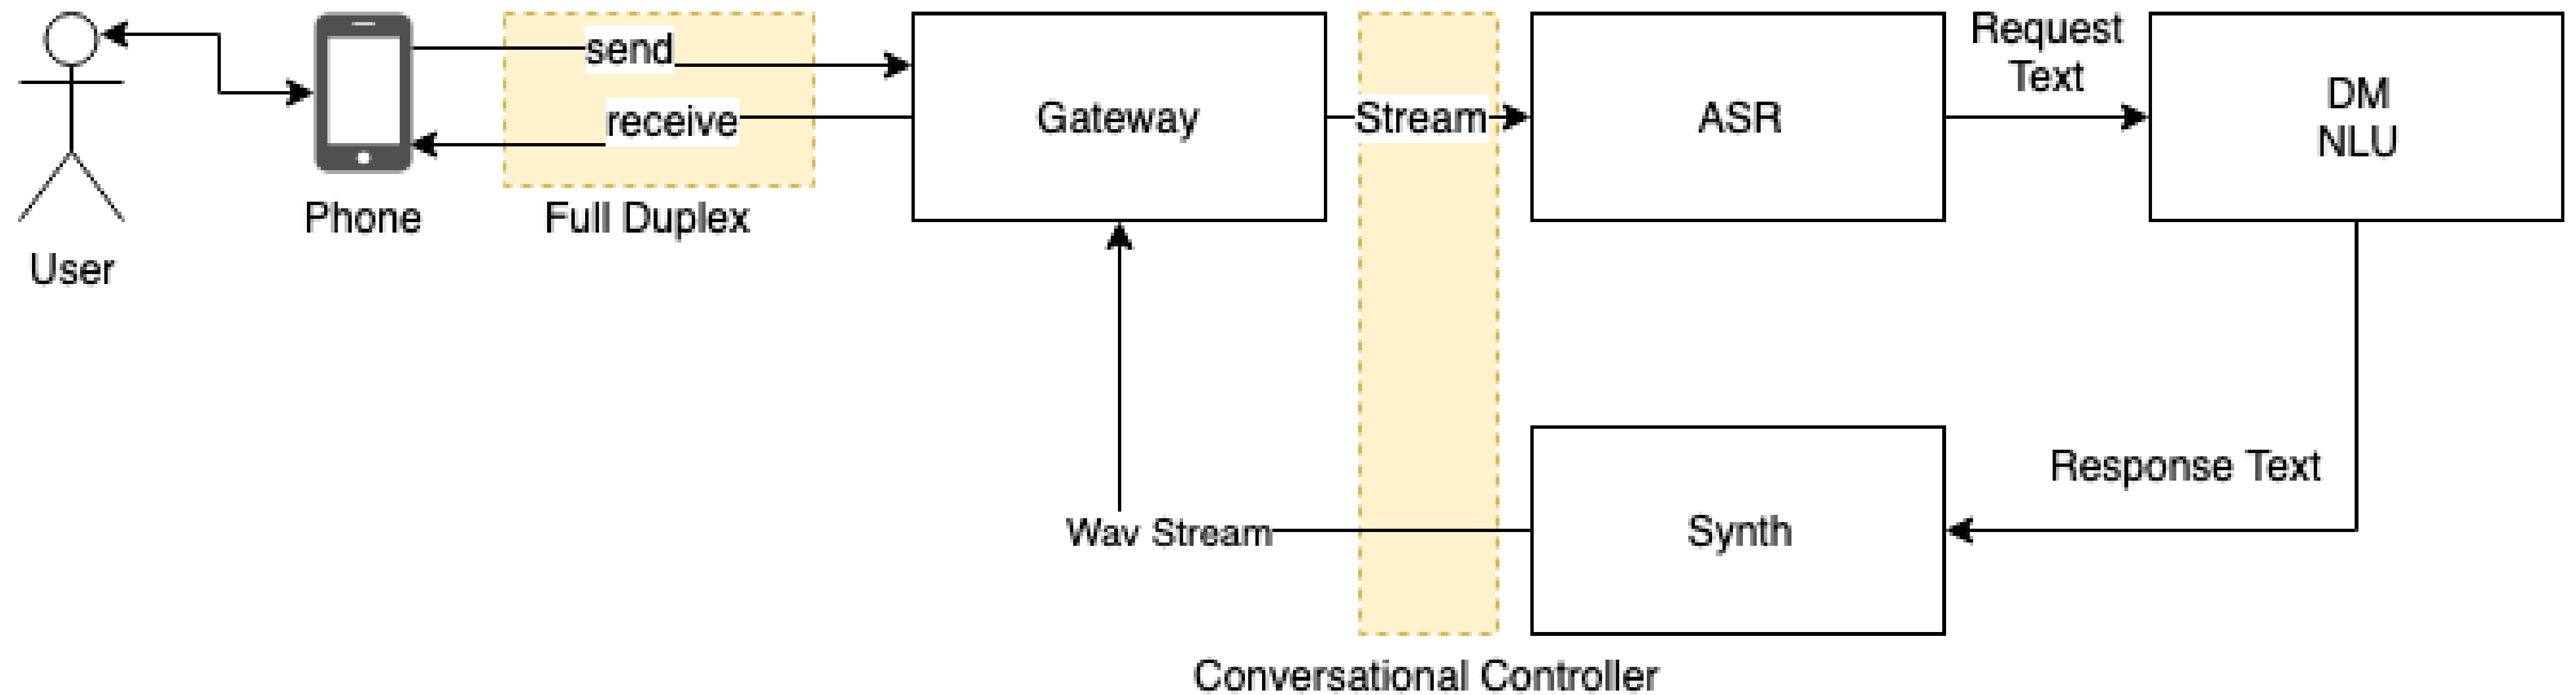 send
receive
Phone
Full Duplex
User
Gateway
Stream
ASR
Request
Text
DM
NLU
Response Text
Synth
Wav Stream
Conversational Controller